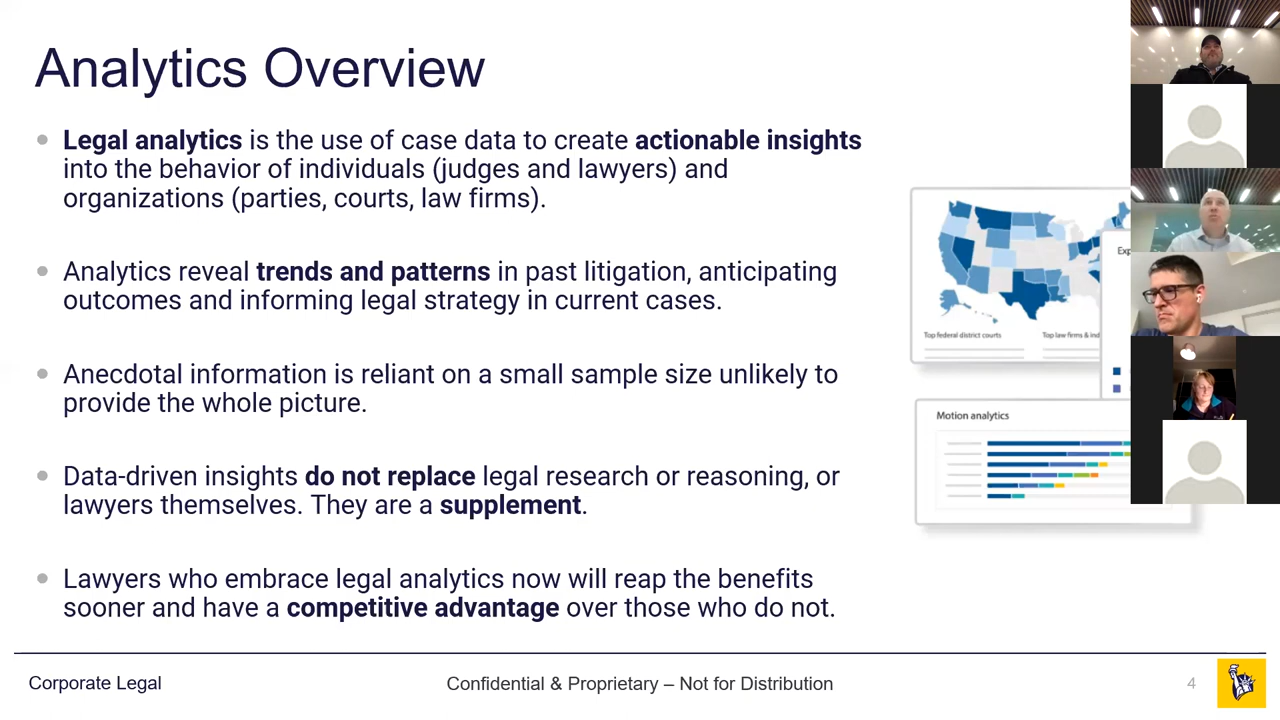 Analytics Overview
Legal analytics is the use of case data to create actionable insights
into the behavior of individuals (judges and lawyers) and
organizations (parties, courts, law firms).
Analytics reveal trends and patterns in past litigation, anticipating
outcomes and informing legal strategy in current cases.
Anecdotal information is reliant on a small sample size unlikely to
provide the whole picture.
Data-driven insights do not replace legal research or reasoning, or
lawyers themselves. They are a supplement.
Lawyers who embrace legal analytics now will reap the benefits
sooner and have a competitive advantage over those who do not.
Top federal district courts
Top law firms & ind
Exp
Motion analytics
Corporate Legal
Confidential & Proprietary – Not for Distribution
4